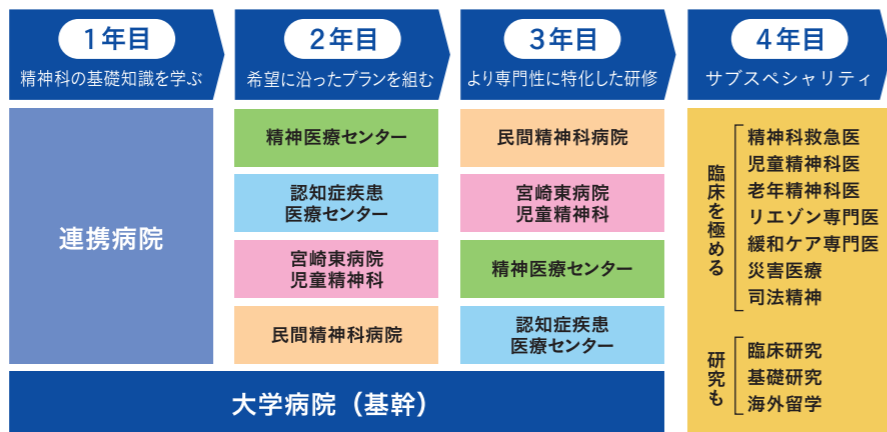 1年目
精神科の基礎知識を学ぶ
2年目
希望に沿ったプランを組む
3年目
より専門性に特化した研修
4年目
サブスペシャリティ
連携病院
精神医療センター
認知症疾患
医療センター
宮崎東病院
児童精神科
民間精神科病院
民間精神科病院
宮崎東病院
児童精神科
精神医療センター
認知症疾患
医療センター
大学病院（基幹）
臨床を極める
精神科救急医
児童精神科医
老年精神科医
リエゾン専門医
緩和ケア専門医
災害医療
司法精神
研究も
臨床研究
基礎研究
海外留学